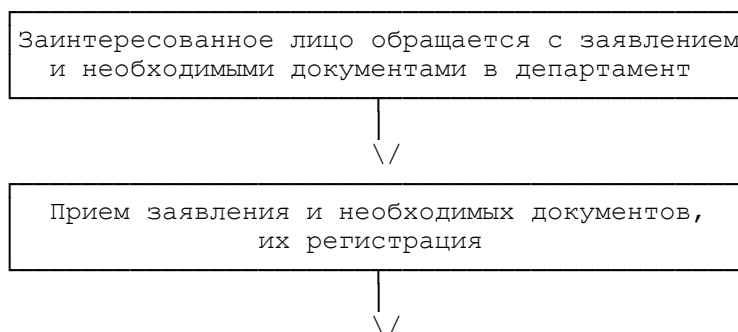 Заинтересованное лицо обращается с заявлением
и необходимыми документами в департамент
Прием заявления и необходимых документов,
их регистрация